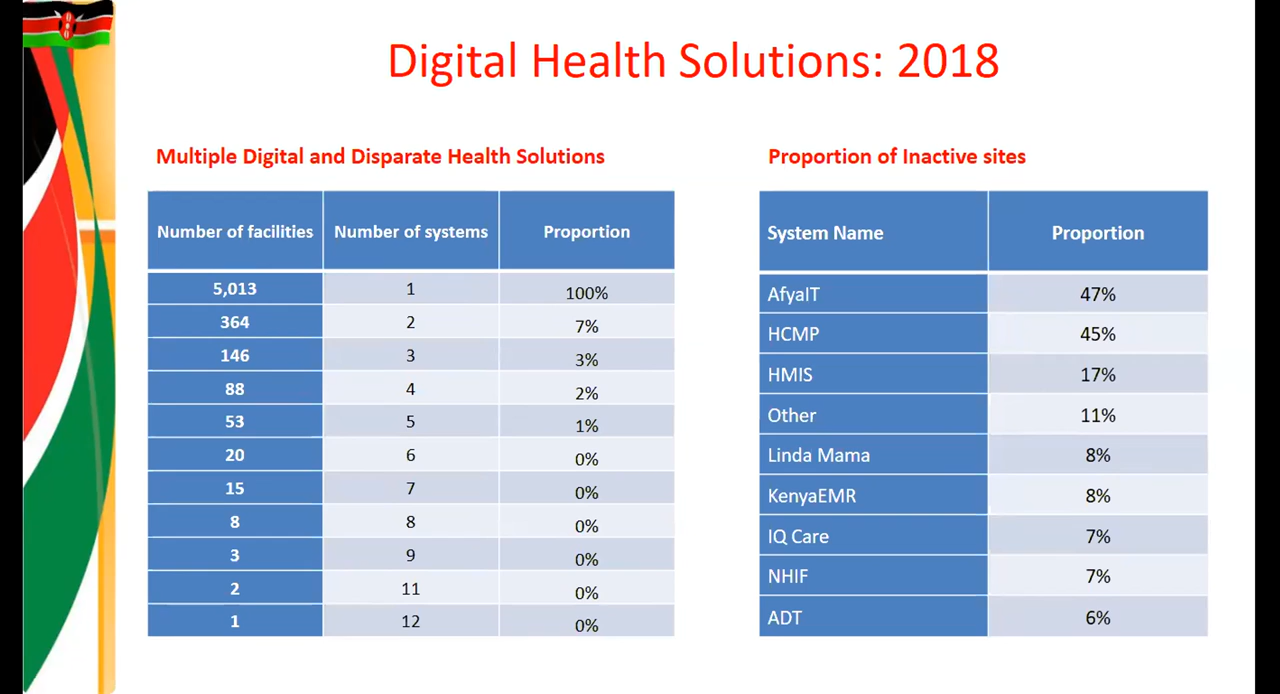 Digital Health Solutions: 2018
Multiple Digital and Disparate Health Solutions
Number of facilities Number of systems Proportion
5,013 1 100%
364 2 7%
146 3 3%
88 4 2%
53 5 1%
20 6 0%
15 7 0%
8 8 0%
3 9 0%
2 11 0%
1 12 0%
Proportion of Inactive sites
System Name Proportion
AfyaIT 47%
HCMP 45%
HMIS 17%
Other 11%
Linda Mama 8%
KenyaEMR 8%
IQ Care 7%
NHIF 7%
ADT 6%